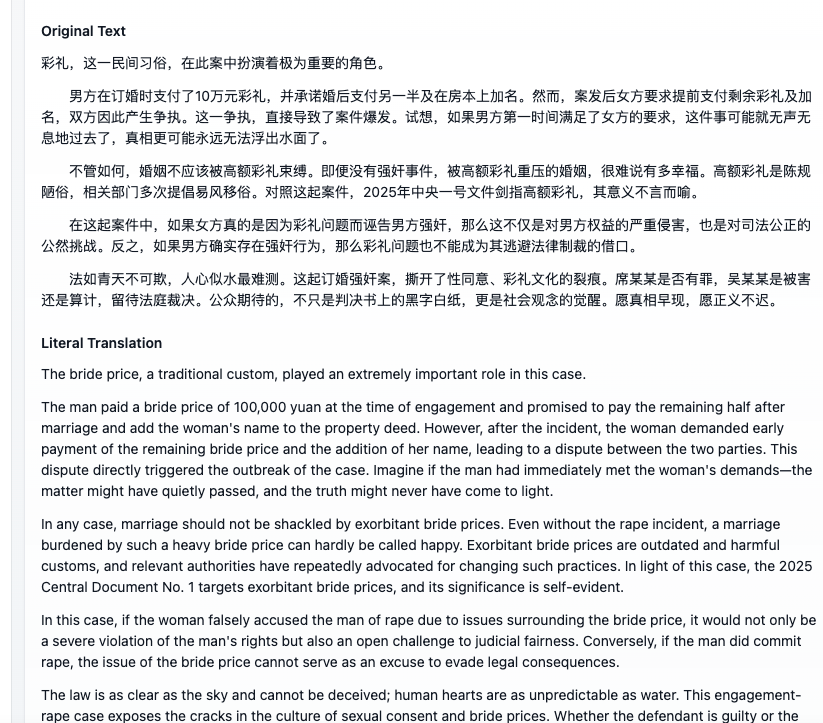 Original Text
彩礼，这一民间习俗，在此案中扮演着极为重要的角色。
男方在订婚时支付了10万元彩礼，并承诺婚后支付另一半及在房本上加名。然而，案发后女方要求提前支付剩余彩礼及加
名，双方因此产生争执。这一争执，直接导致了案件爆发。试想，如果男方第一时间满足了女方的要求，这件事可能就无声无
息地过去了，真相更可能永远无法浮出水面了。
不管如何，婚姻不应该被高额彩礼束缚。即便没有强奸事件，被高额彩礼重压的婚姻，很难说有多幸福。高额彩礼是陈规
陋俗，相关部门多次提倡易风移俗。对照这起案件，2025年中央一号文件剑指高额彩礼，其意义不言而喻。
在这起案件中，如果女方真的是因为彩礼问题而诬告男方强奸，那么这不仅是对男方权益的严重侵害，也是对司法公正的
公然挑战。反之，如果男方确实存在强奸行为，那么彩礼问题也不能成为其逃避法律制裁的借口。
法如青天不可欺，人心似水最难测。这起订婚强奸案，撕开了性同意、彩礼文化的裂痕。席某某是否有罪，吴某某是被害
还是算计，留待法庭裁决。公众期待的，不只是判决书上的黑字白纸，更是社会观念的觉醒。愿真相早现，愿正义不迟。
Literal Translation
The bride price, a traditional custom, played an extremely important role in this case.
The man paid a bride price of 100,000 yuan at the time of engagement and promised to pay the remaining half after
marriage and add the woman's name to the property deed. However, after the incident, the woman demanded early
payment of the remaining bride price and the addition of her name, leading to a dispute between the two parties. This
dispute directly triggered the outbreak of the case. Imagine if the man had immediately met the woman's demands—the
matter might have quietly passed, and the truth might never have come to light.
In any case, marriage should not be shackled by exorbitant bride prices. Even without the rape incident, a marriage
burdened by such a heavy bride price can hardly be called happy. Exorbitant bride prices are outdated and harmful
customs, and relevant authorities have repeatedly advocated for changing such practices. In light of this case, the 2025
Central Document No. 1 targets exorbitant bride prices, and its significance is self-evident.
In this case, if the woman falsely accused the man of rape due to issues surrounding the bride price, it would not only be
a severe violation of the man's rights but also an open challenge to judicial fairness. Conversely, if the man did commit
rape, the issue of the bride price cannot serve as an excuse to evade legal consequences.
The law is as clear as the sky and cannot be deceived; human hearts are as unpredictable as water. This engagement-
rape case exposes the cracks in the culture of sexual consent and bride prices. Whether the defendant is guilty or the